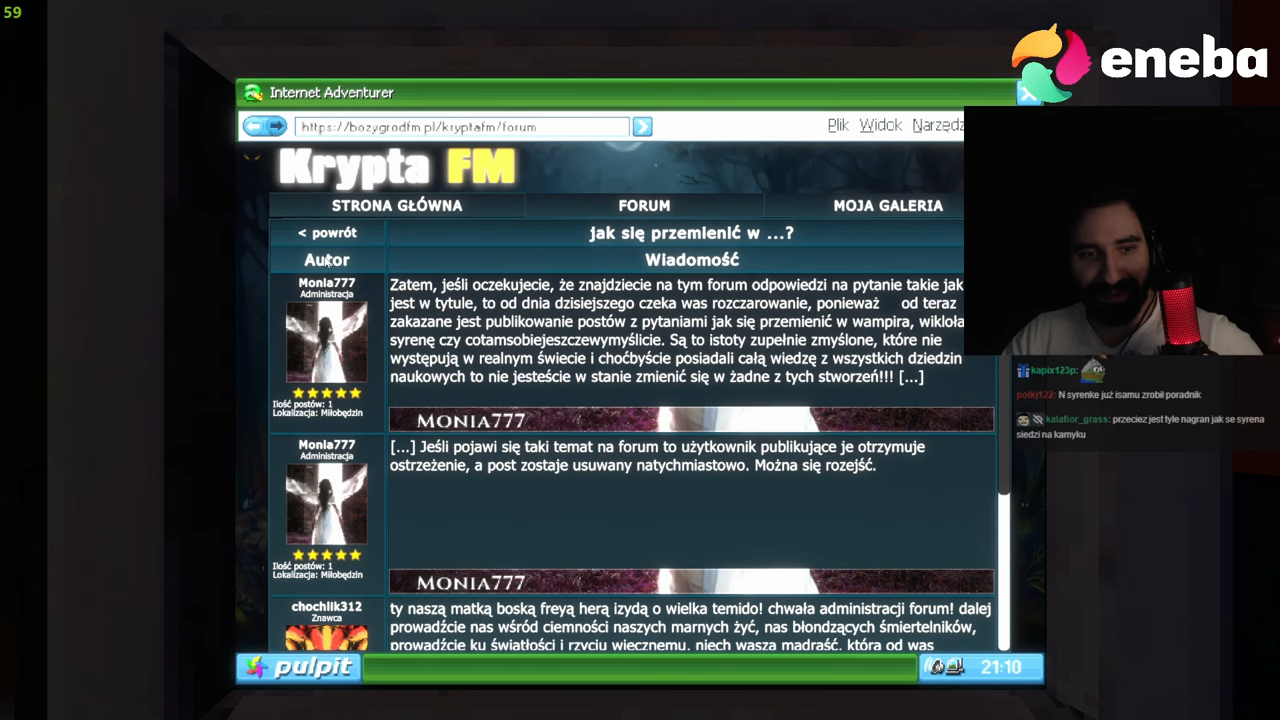 59
eneba
Internet Adventurer
https://bozygrodfm.pl/kryptafm/forum
Plik Widok Narzędz
Krypta FM
STRONA GŁÓWNA FORUM MOJA GALERIA
< powrót jak się przemienić w ...?
Autor Wiadomość
Monia777
Administracja
Ilość postów: 1
Lokalizacja: Miłobędzin
Zatem, jeśli oczekujecie, że znajdziecie na tym forum odpowiedzi na pytanie takie jak
jest w tytule, to od dnia dzisiejszego czeka was rozczarowanie, ponieważ od teraz
zakazane jest publikowanie postów z pytaniami jak się przemienić w wampira, wikłoła
syrenę czy cotamsobiejeszczewymyślicie. Są to istoty zupełnie zmyślone, które nie
występują w realnym świecie i choćbyście posiadali całą wiedzę z wszystkich dziedzin
naukowych to nie jesteście w stanie zmienić się w żadne z tych stworzeń!!! [...]
MONIA777
Monia777
Administracja
Ilość postów: 1
Lokalizacja: Miłobędzin
[...] Jeśli pojawi się taki temat na forum to użytkownik publikujące je otrzymuje
ostrzeżenie, a post zostaje usuwany natychmiastowo. Można się rozejść.
MONIA777
chochlik312
Znawca
ty naszą matką boską freyą herą izydą o wielka temido! chwała administracji forum! dalej
prowadźcie nas wśród ciemności naszych marnych żyć, nas błondzących śmiertelników,
prowadźcie ku światłości i rzyciu wiecznemu. niech wasza madraść, która od was
kapix123p:
polkj122: N syrenke już isamu zrobil poradnik
kalafior_grass: przeciez jest tyle nagran jak se syrena
siedzi na kamyku
pulpit
21:10